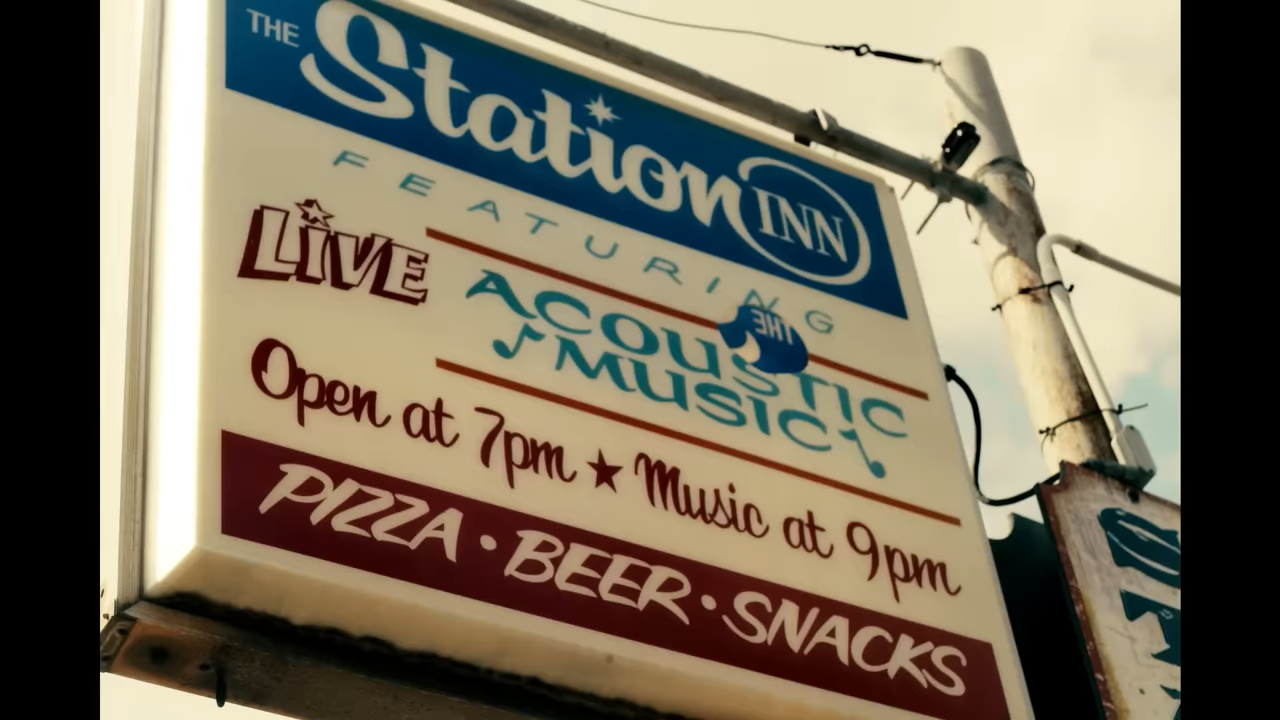 THE Station INN
FEATURING
LIVE
ACOUSTIC
MUSIC
THE
Open at 7pm ★ Music at 9pm
PIZZA • BEER • SNACKS